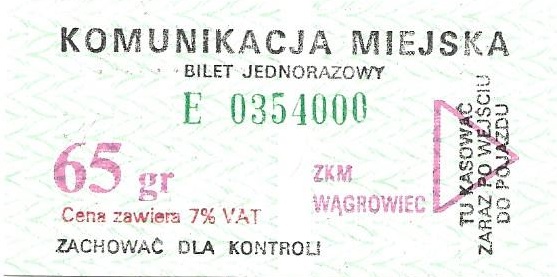 KOMUNIKACJA MIEJSKA
BILET JEDNORAZOWY
E 0354000
65 gr
Cena zawiera 7% VAT
ZKM
WĄGROWIEC
ZACHOWAĆ DLA KONTROLI
TU KASOWAĆ
ZARAZ PO WEJŚCIU
DO POJAZDU